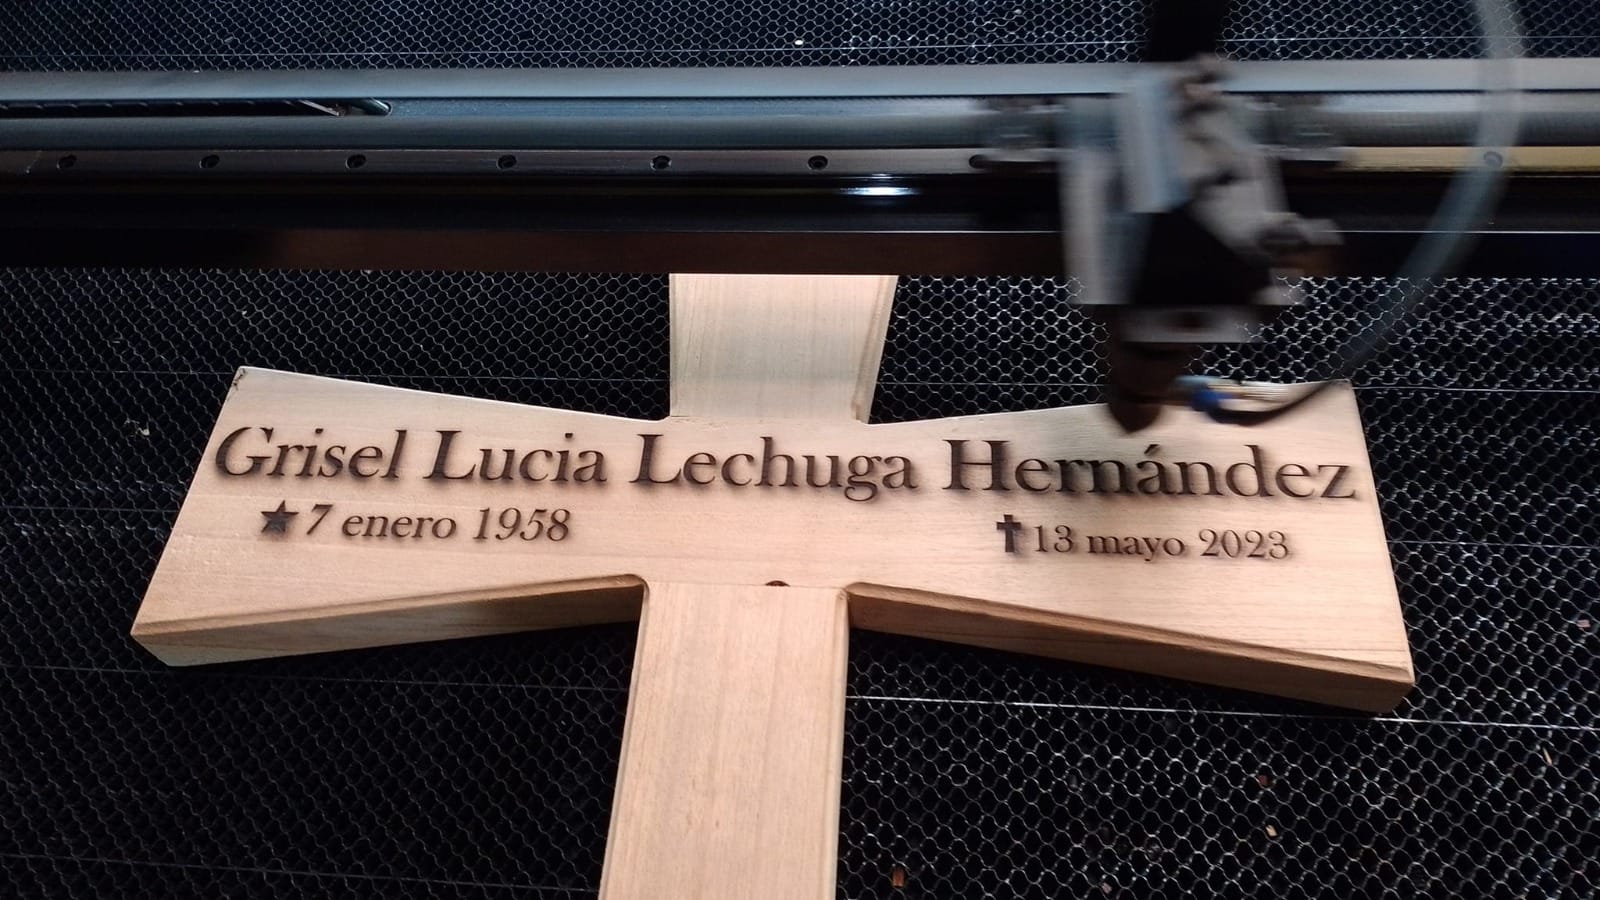 Grisel Lucia Lechuga Hernández
★7 enero 1958 ✝13 mayo 2023